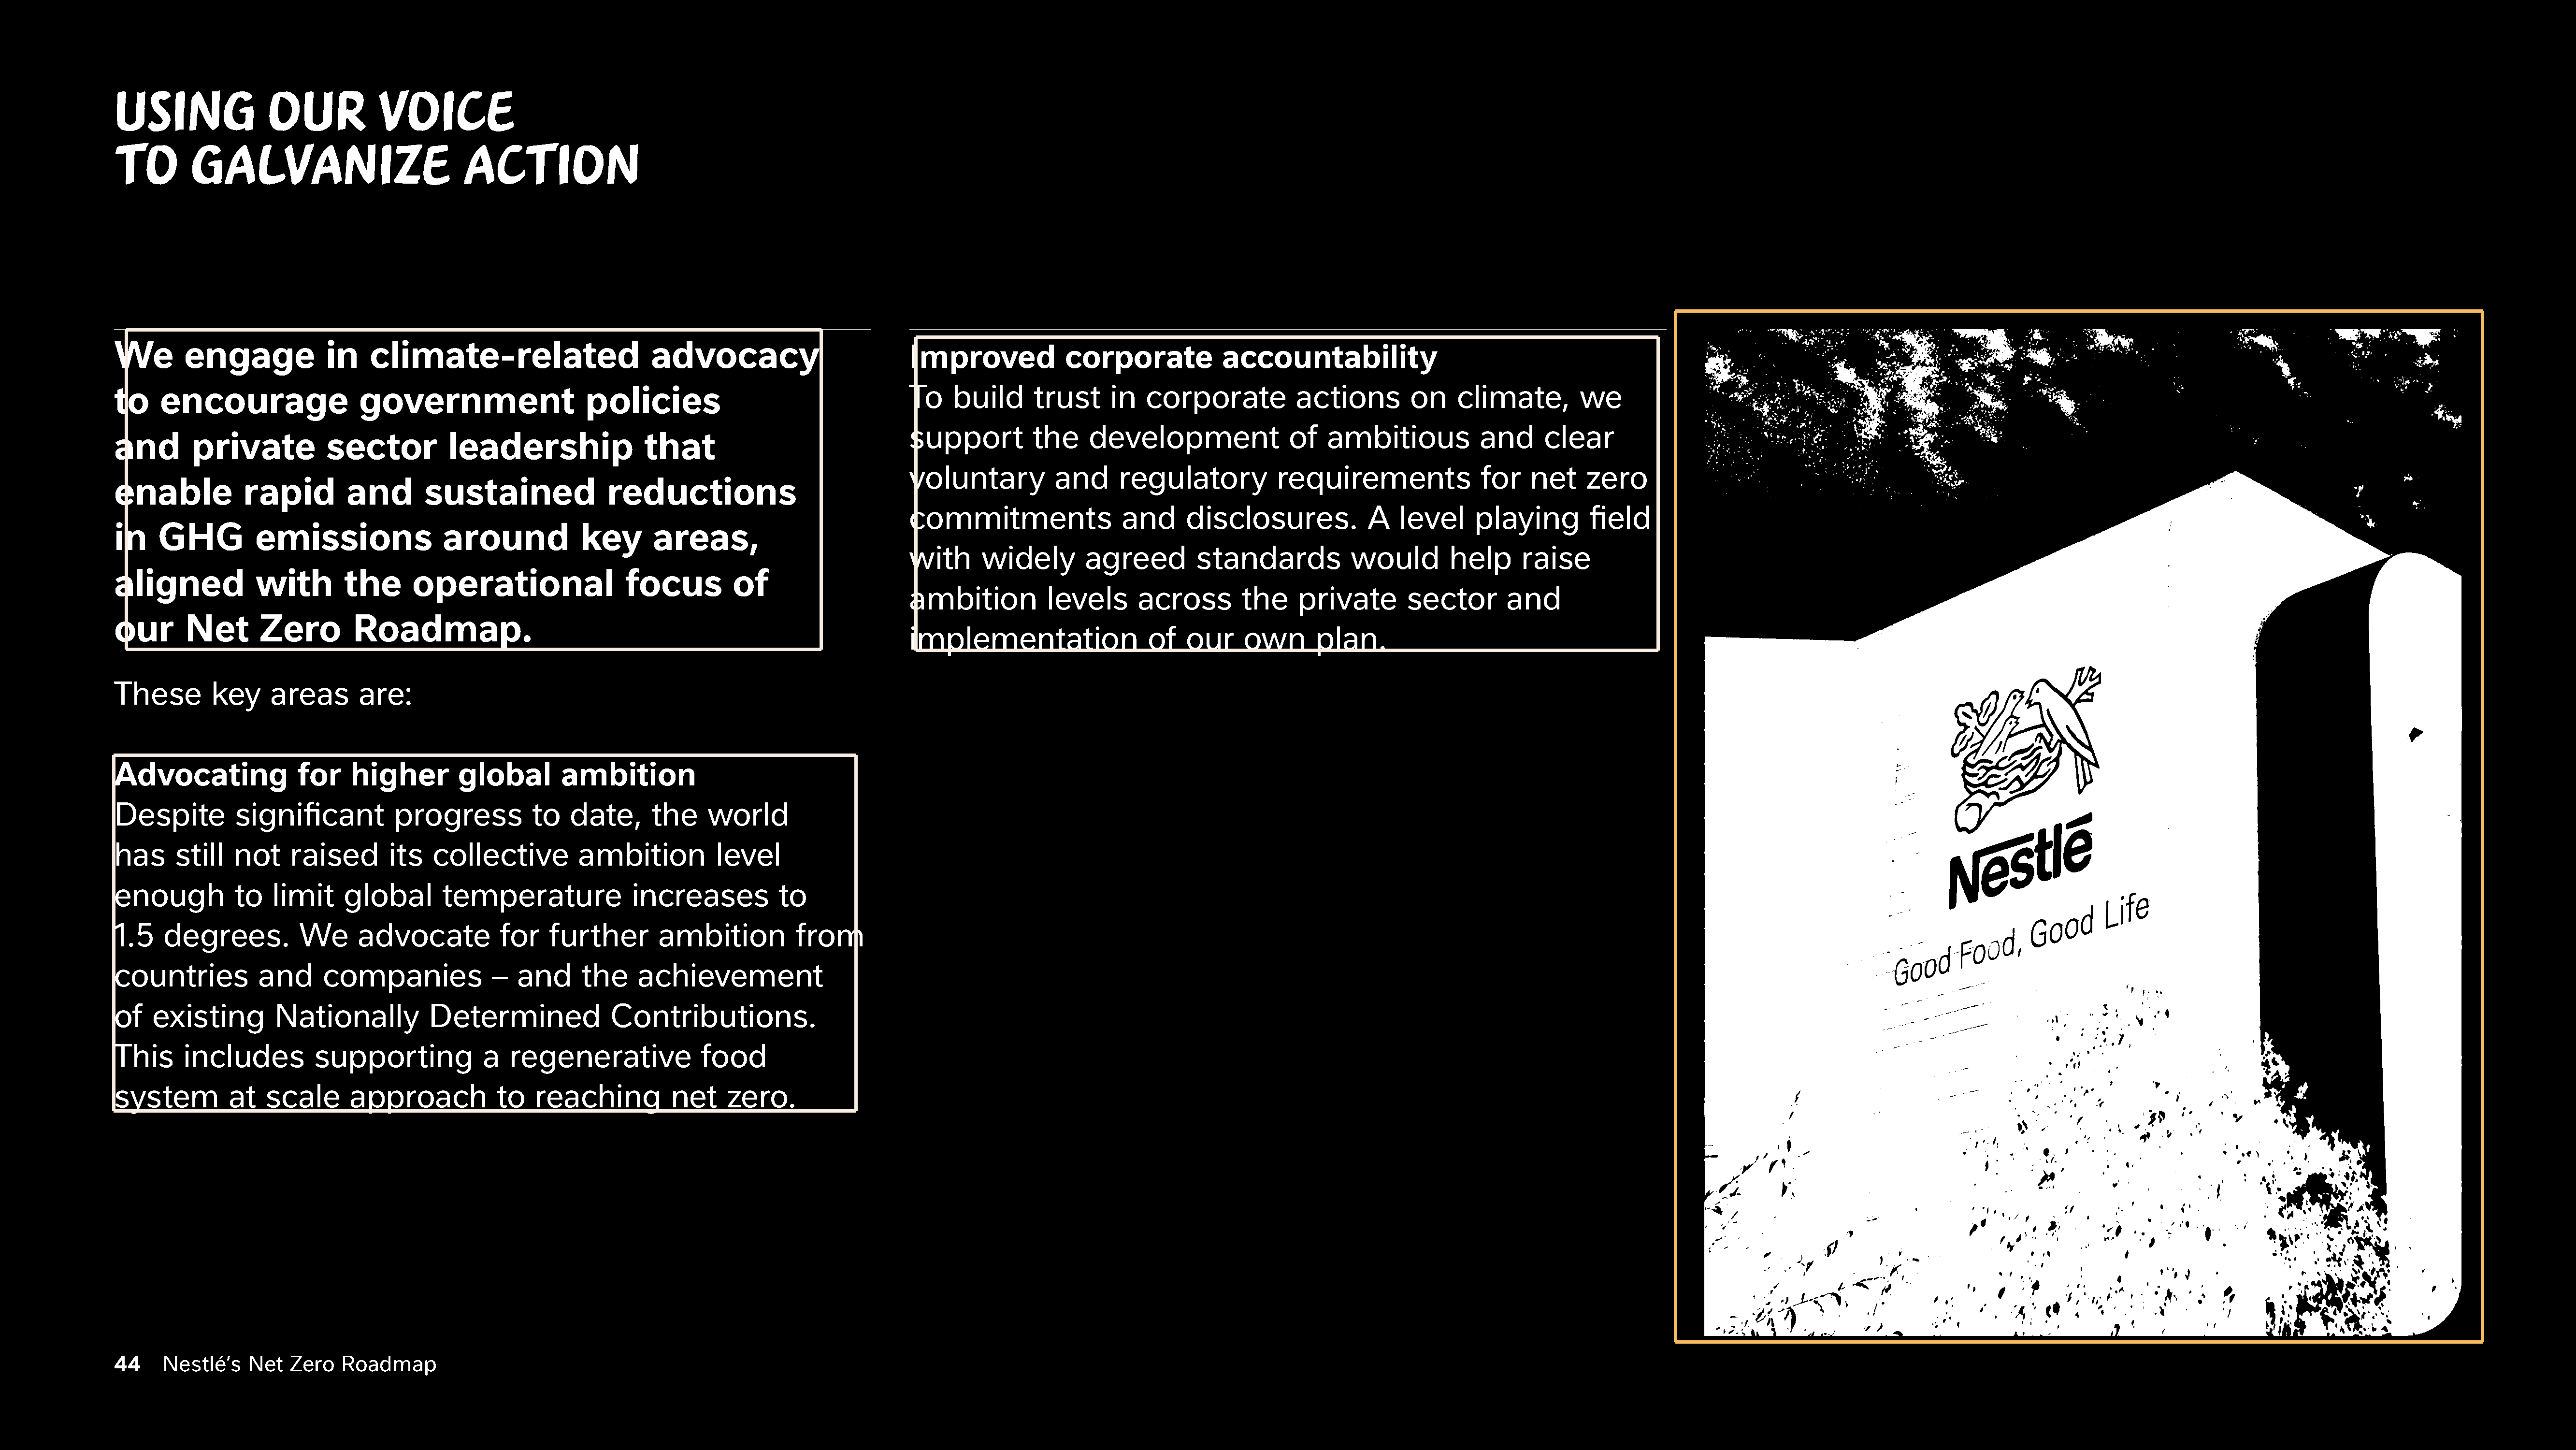 USING OUR VOICE
TO GALVANIZE ACTION
We engage in climate-related advocacy
to encourage government policies
and private sector leadership that
enable rapid and sustained reductions
in GHG emissions around key areas,
aligned with the operational focus of
our Net Zero Roadmap.
These key areas are:
Advocating for higher global ambition
Despite significant progress to date, the world
has still not raised its collective ambition level
enough to limit global temperature increases to
1.5 degrees. We advocate for further ambition from
countries and companies – and the achievement
of existing Nationally Determined Contributions.
This includes supporting a regenerative food
system at scale approach to reaching net zero.
Improved corporate accountability
To build trust in corporate actions on climate, we
support the development of ambitious and clear
voluntary and regulatory requirements for net zero
commitments and disclosures. A level playing field
with widely agreed standards would help raise
ambition levels across the private sector and
implementation of our own plan.
Nestlé
Good Food, Good Life
44 Nestlé’s Net Zero Roadmap